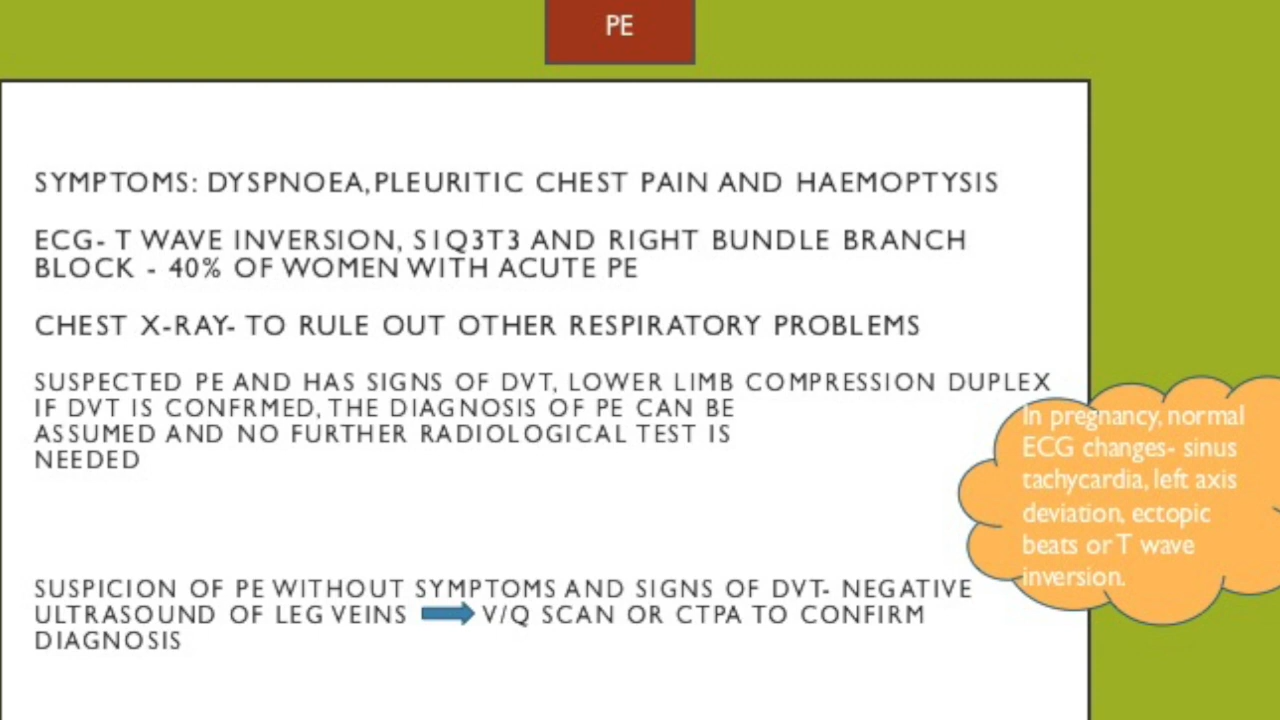 PE
SYMPTOMS: DYSPNOEA, PLEURITIC CHEST PAIN AND HAEMOPTYSIS
ECG- T WAVE INVERSION, S1Q3T3 AND RIGHT BUNDLE BRANCH
BLOCK - 40% OF WOMEN WITH ACUTE PE
CHEST X-RAY- TO RULE OUT OTHER RESPIRATORY PROBLEMS
SUSPECTED PE AND HAS SIGNS OF DVT, LOWER LIMB COMPRESSION DUPLEX
IF DVT IS CONFRMED, THE DIAGNOSIS OF PE CAN BE
ASSUMED AND NO FURTHER RADIOLOGICAL TEST IS
NEEDED
In pregnancy, normal
ECG changes- sinus
tachycardia, left axis
deviation, ectopic
beats or T wave
inversion.
SUSPICION OF PE WITHOUT SYMPTOMS AND SIGNS OF DVT- NEGATIVE
ULTRASOUND OF LEG VEINS V/Q SCAN OR CTPA TO CONFIRM
DIAGNOSIS